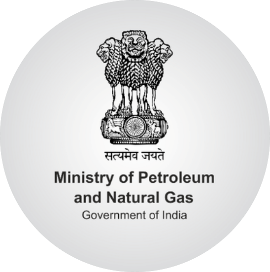 सत्यमेव जयते
Ministry of Petroleum
and Natural Gas
Government of India